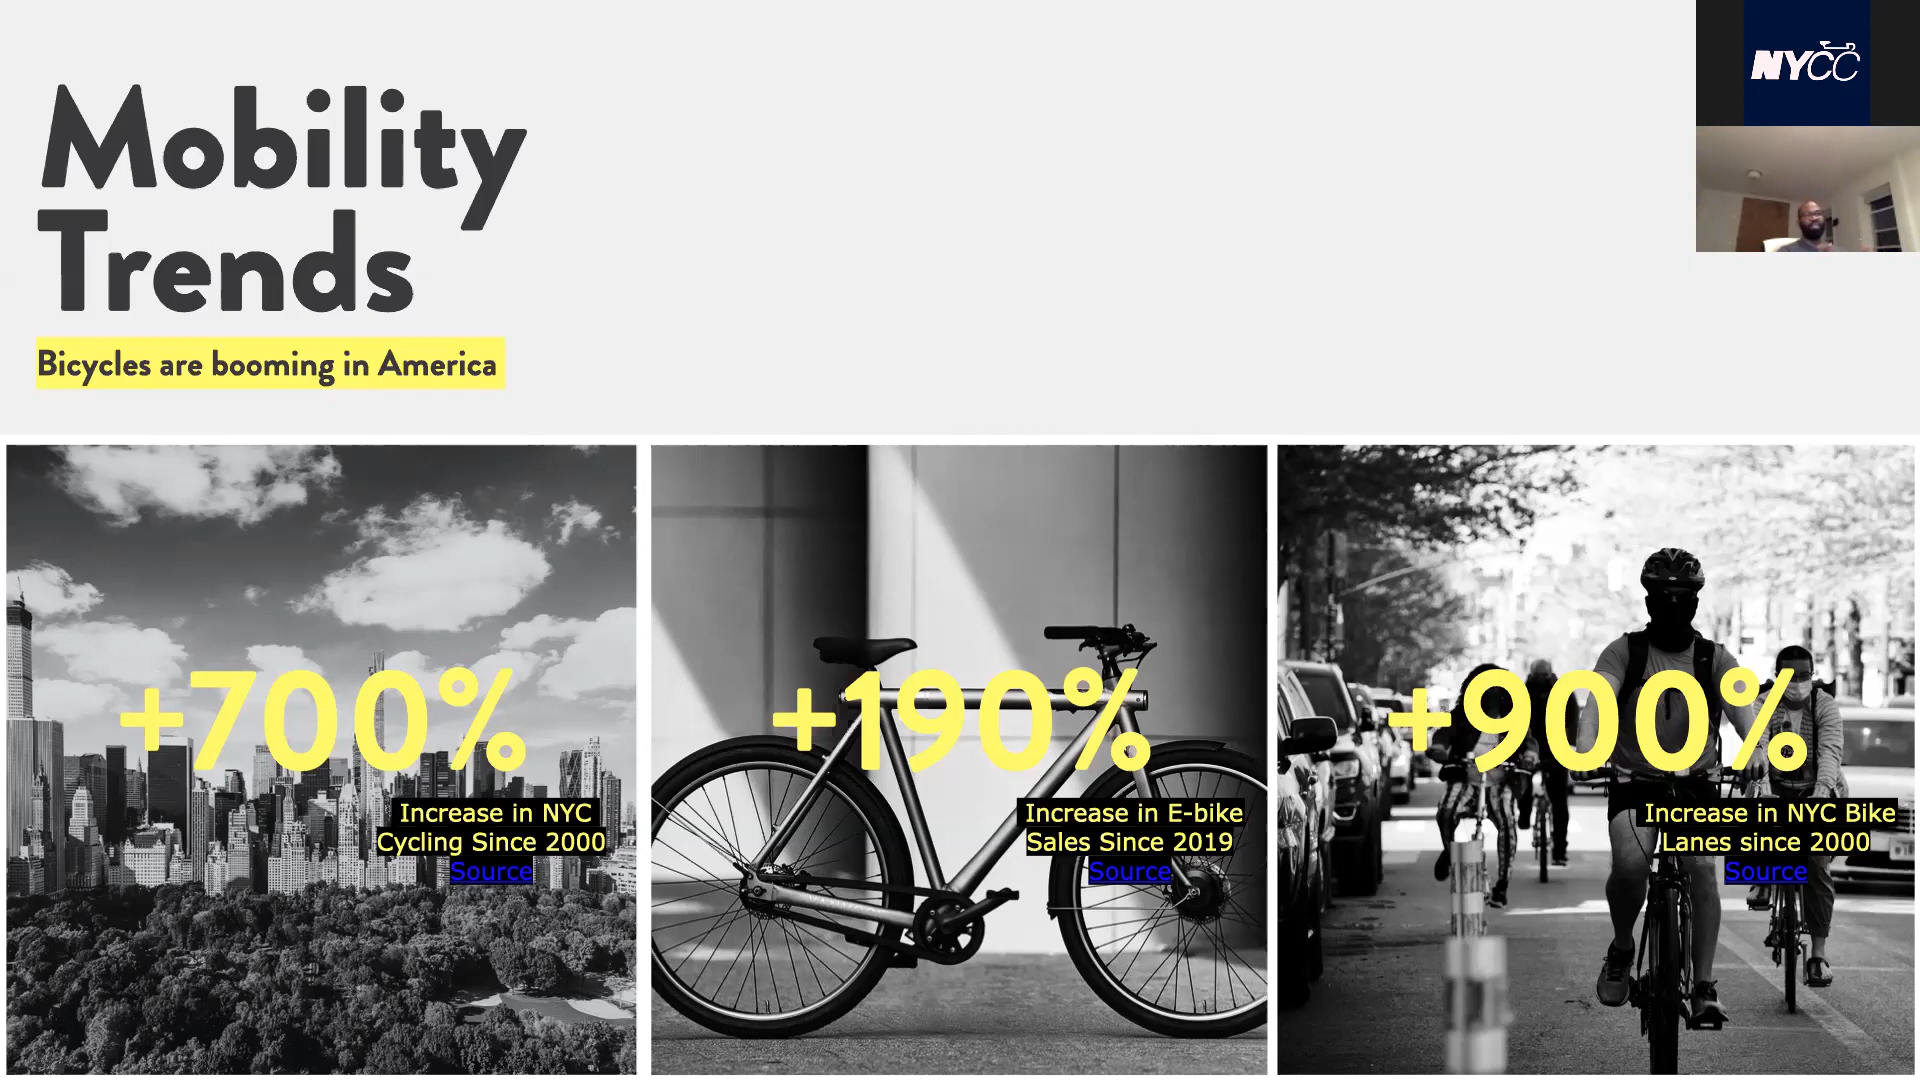 Mobility
Trends
Bicycles are booming in America
NYCC
+700%
Increase in NYC
Cycling Since 2000
Source
+190%
Increase in E-bike
Sales Since 2019
Source
+900%
Increase in NYC Bike
Lanes since 2000
Source